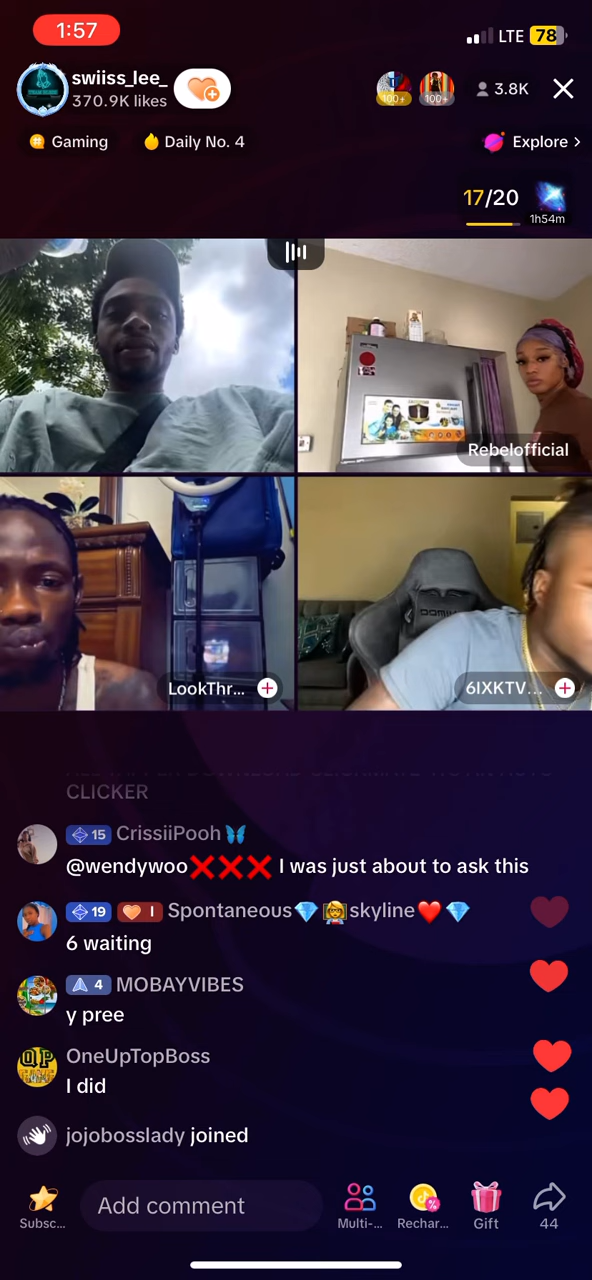 1:57
LTE 78
swiiss_lee_
370.9K likes
100+
100+
3.8K
Gaming
Daily No. 4
Explore >
17/20
1h54m
Rebelofficial
LookThr...
6IXKTV...
CLICKER
15 CrissiiPooh🦋
@wendywoo❌❌❌ I was just about to ask this
19 I Spontaneous💎👩‍🏫skyline❤️💎
6 waiting
4 MOBAYVIBES
y pree
OneUpTopBoss
I did
jojobosslady joined
Add comment
Subsc...
Multi-...
Rechar...
Gift
44